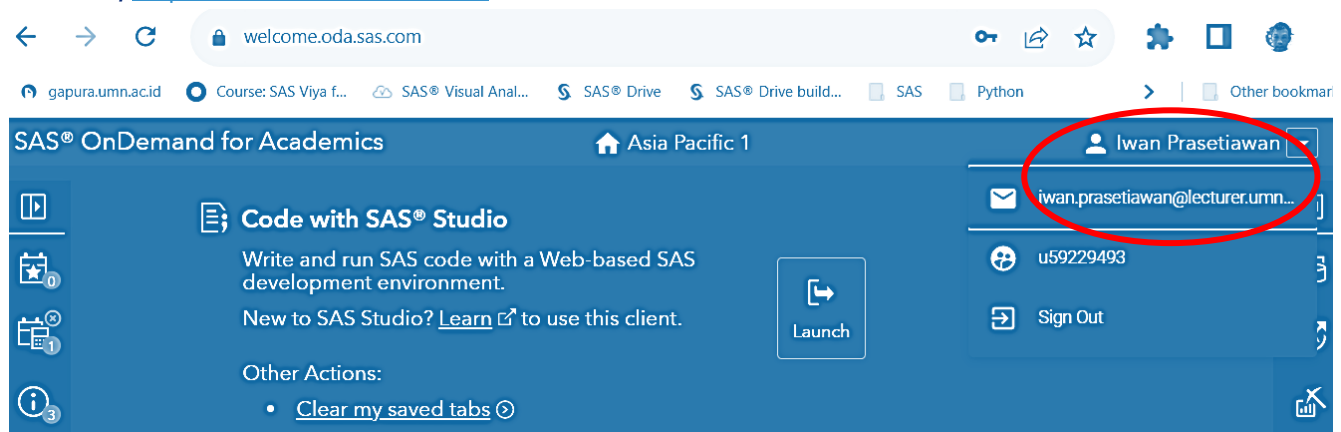 welcome.oda.sas.com
gapura.umn.ac.id Course: SAS Viya f... SAS® Visual Anal... SAS® Drive SAS® Drive build... SAS Python Other bookmar
SAS® OnDemand for Academics Asia Pacific 1 Iwan Prasetiawan
iwan.prasetiawan@lecturer.umn...
Code with SAS® Studio
Write and run SAS code with a Web-based SAS
development environment.
u59229493
0
New to SAS Studio? Learn to use this client.
Launch
Sign Out
1
Other Actions:
• Clear my saved tabs
3